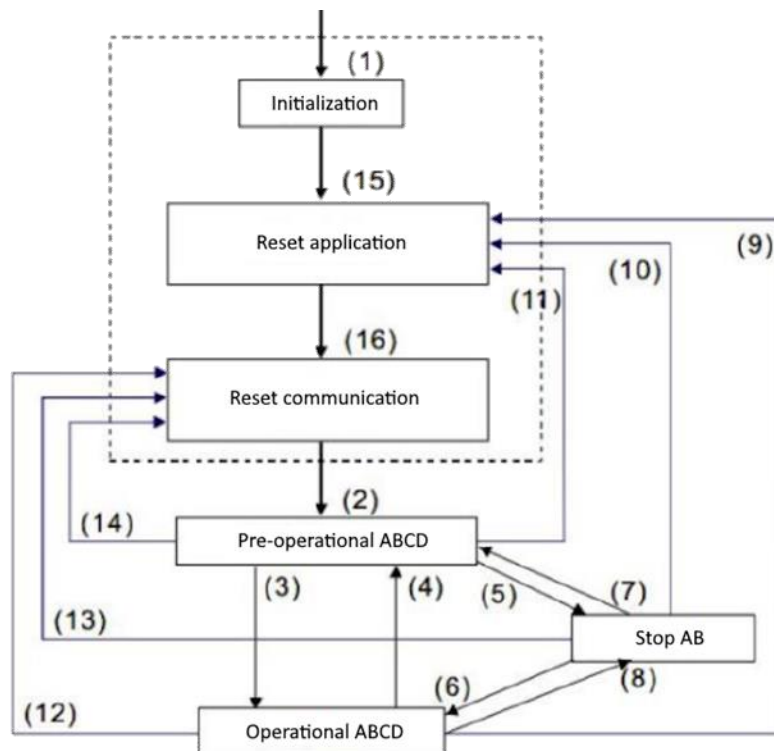 (1)
Initialization
(15)
Reset application
(9)
(10)
(11)
(16)
Reset communication
(2)
(14)
Pre-operational ABCD
(3)
(4)
(5)
(7)
(13)
Stop AB
(6)
(8)
(12)
Operational ABCD